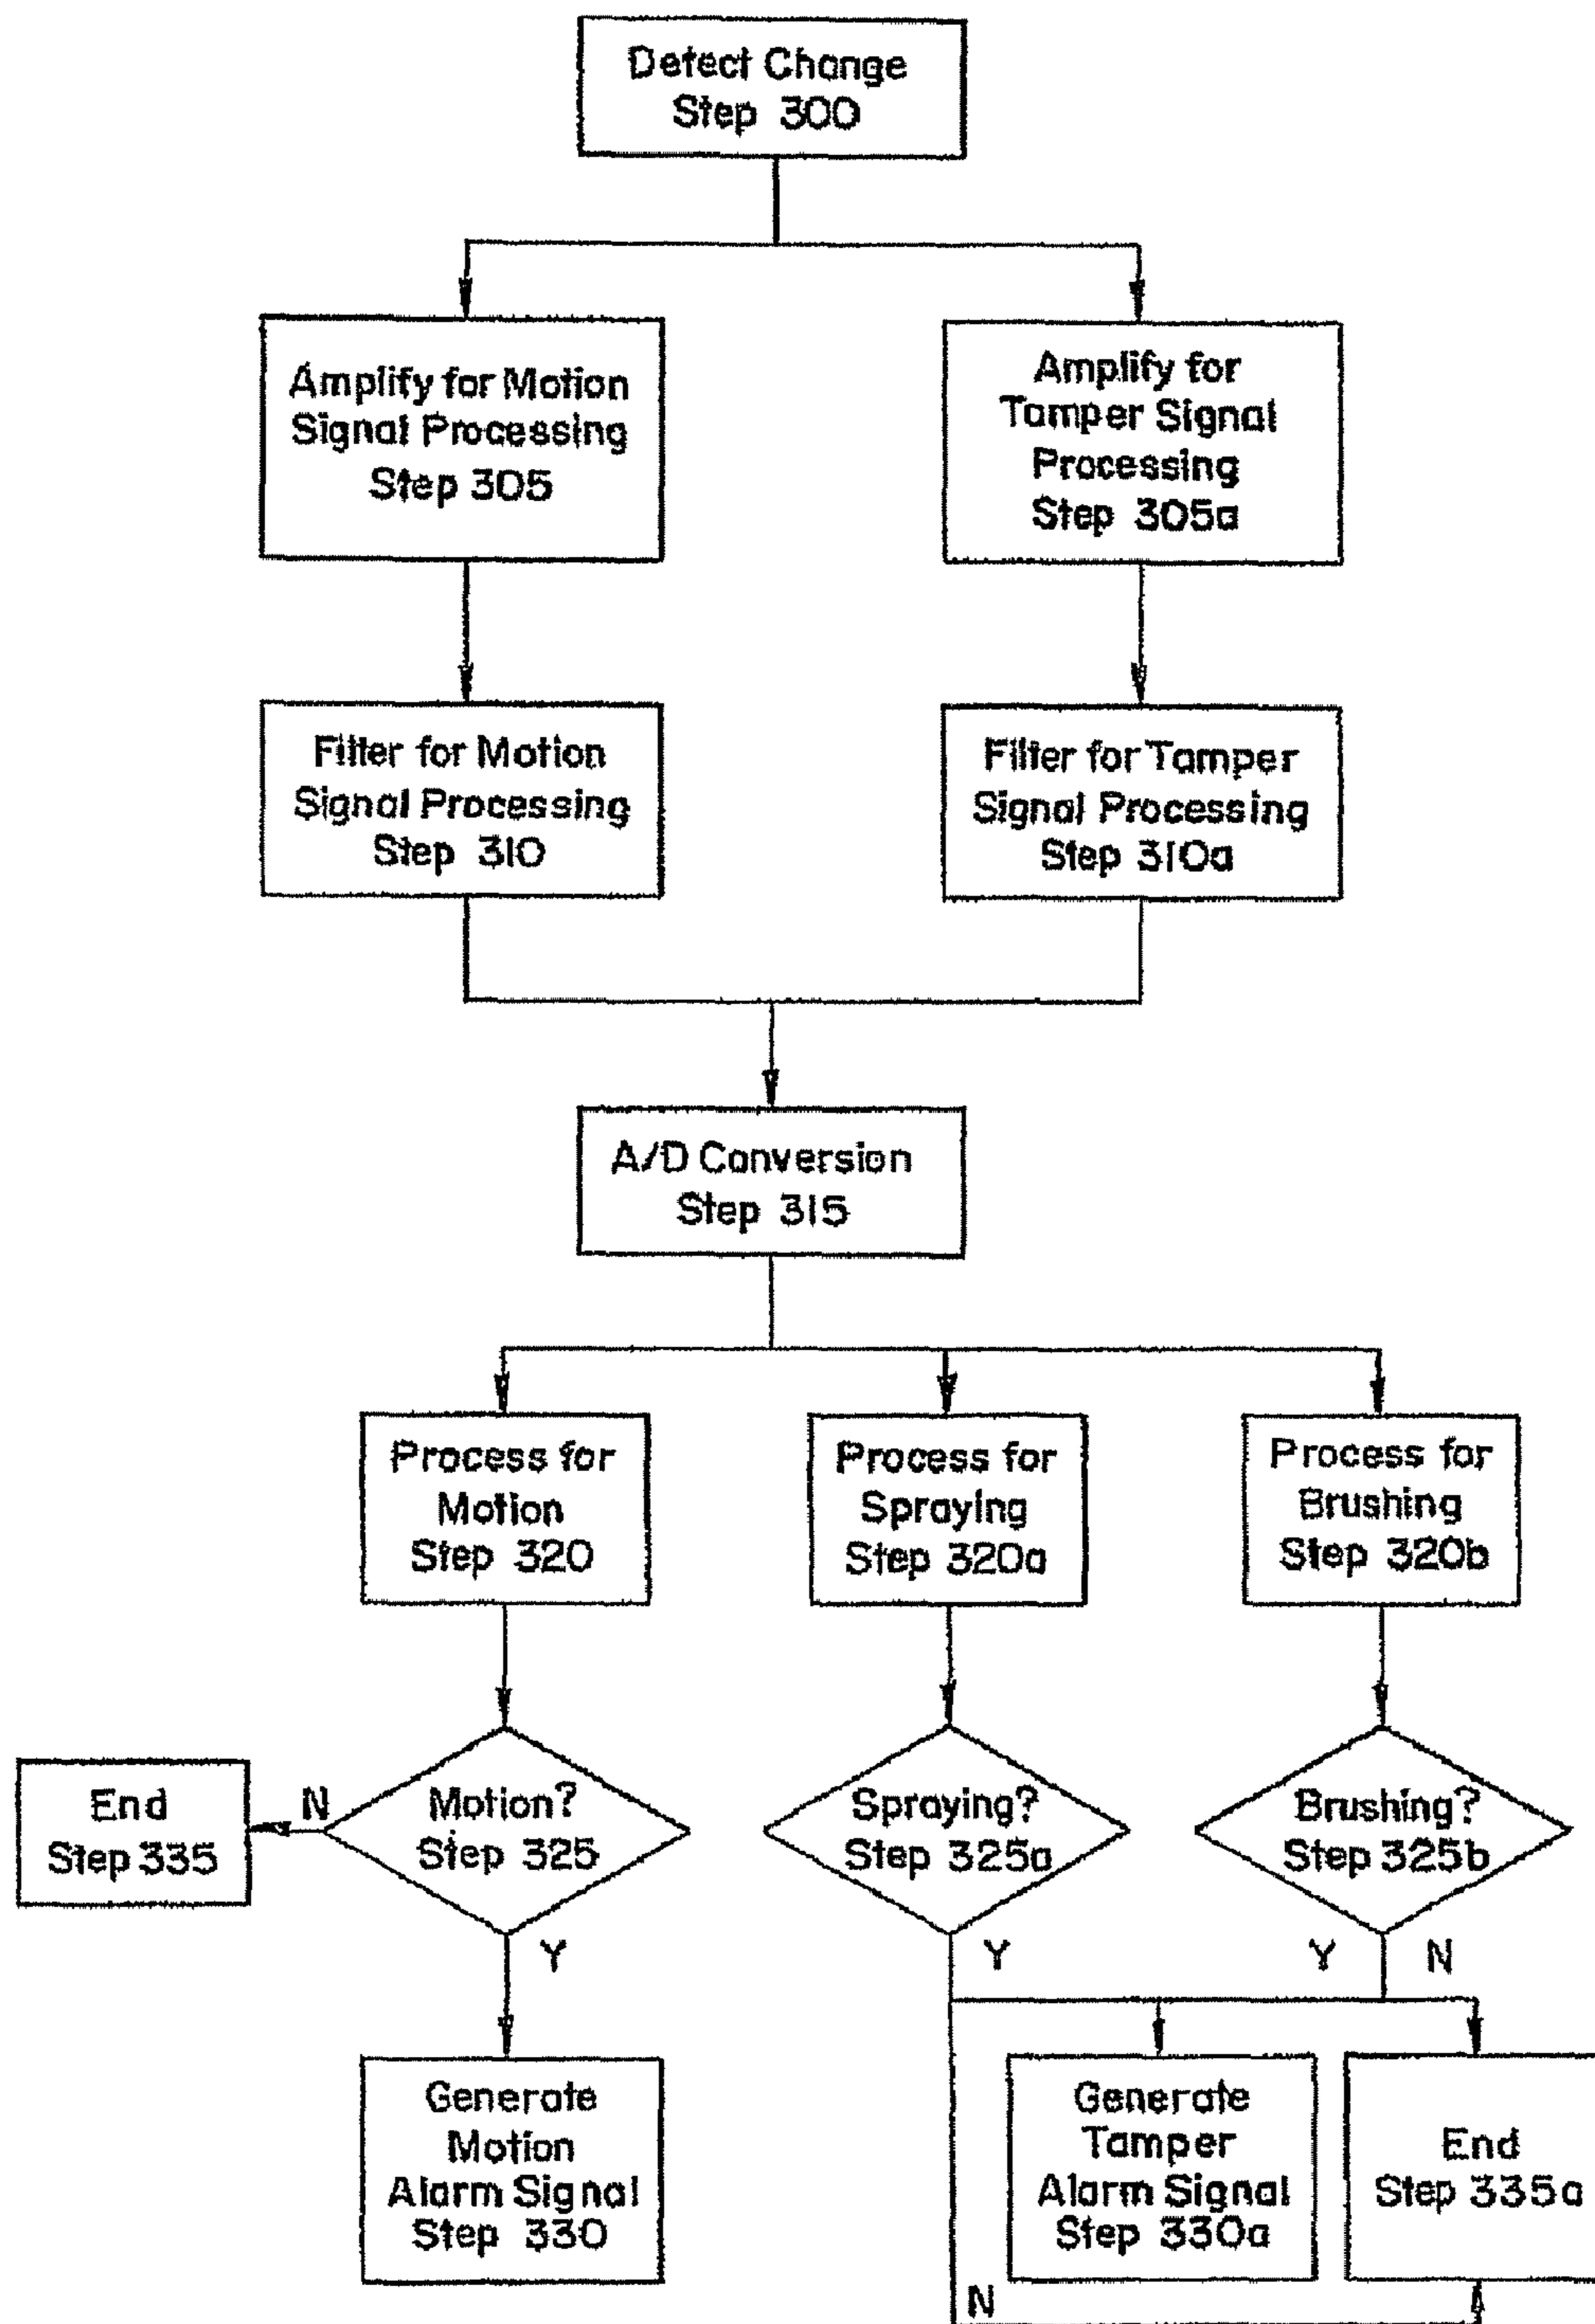 Detect Change
Step 300
Amplify for Motion
Signal Processing
Step 305
Amplify for
Tamper Signal
Processing
Step 305a
Filter for Motion
Signal Processing
Step 310
Filter for Tamper
Signal Processing
Step 310a
A/D Conversion
Step 315
Process for
Motion
Step 320
Process for
Spraying
Step 320a
Process for
Brushing
Step 320b
End
Step 335
N
Motion?
Step 325
Spraying?
Step 325a
Brushing?
Step 325b
Y
Y
Y
N
Generate
Motion
Alarm Signal
Step 330
Generate
Tamper
Alarm Signal
Step 330a
End
Step 335a
N